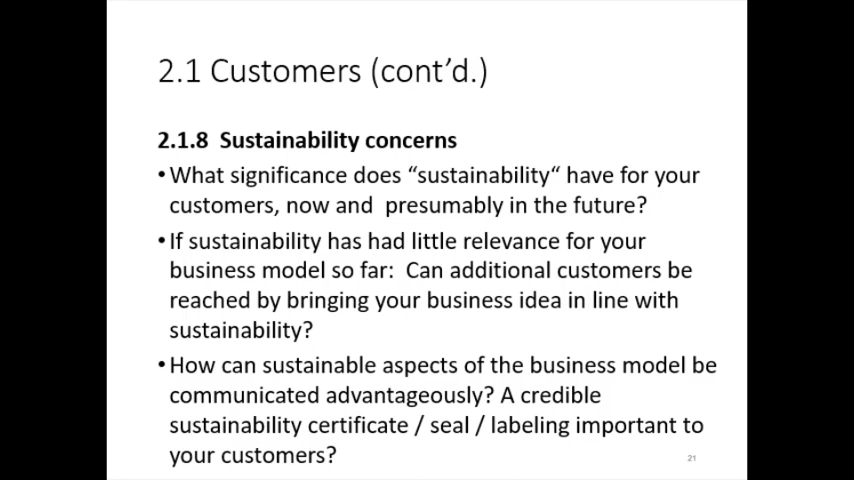 2.1 Customers (cont’d.)
2.1.8  Sustainability concerns
•What significance does “sustainability“ have for your
customers, now and  presumably in the future?
•If sustainability has had little relevance for your
business model so far:  Can additional customers be
reached by bringing your business idea in line with
sustainability?
•How can sustainable aspects of the business model be
communicated advantageously? A credible
sustainability certificate / seal / labeling important to
your customers?
21